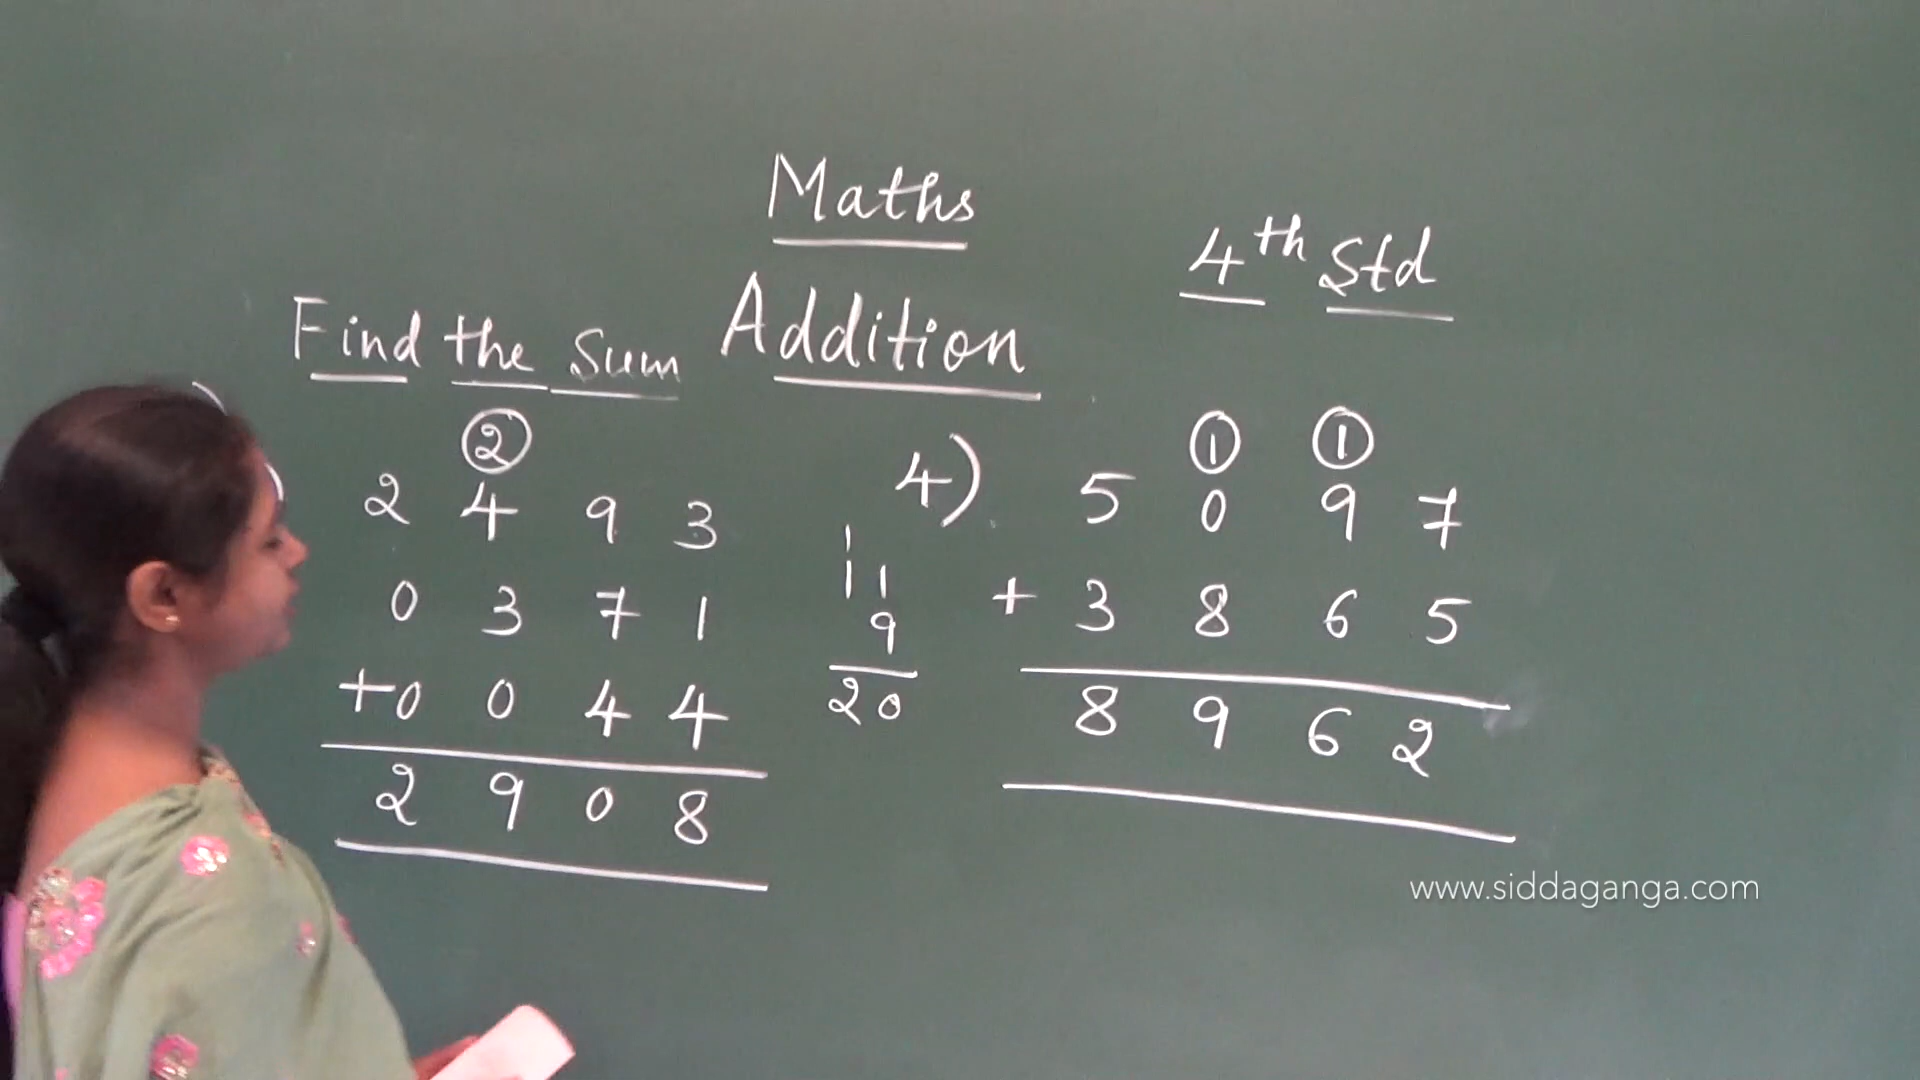 Maths
4th Std
Addition
Find the Sum
②
2 4 9 3
0 3 7 1
+0 0 4 4
2 9 0 8
1
1 1
9
2 0
4)
① ①
5 0 9 7
+ 3 8 6 5
8 9 6 2
www.siddaganga.com